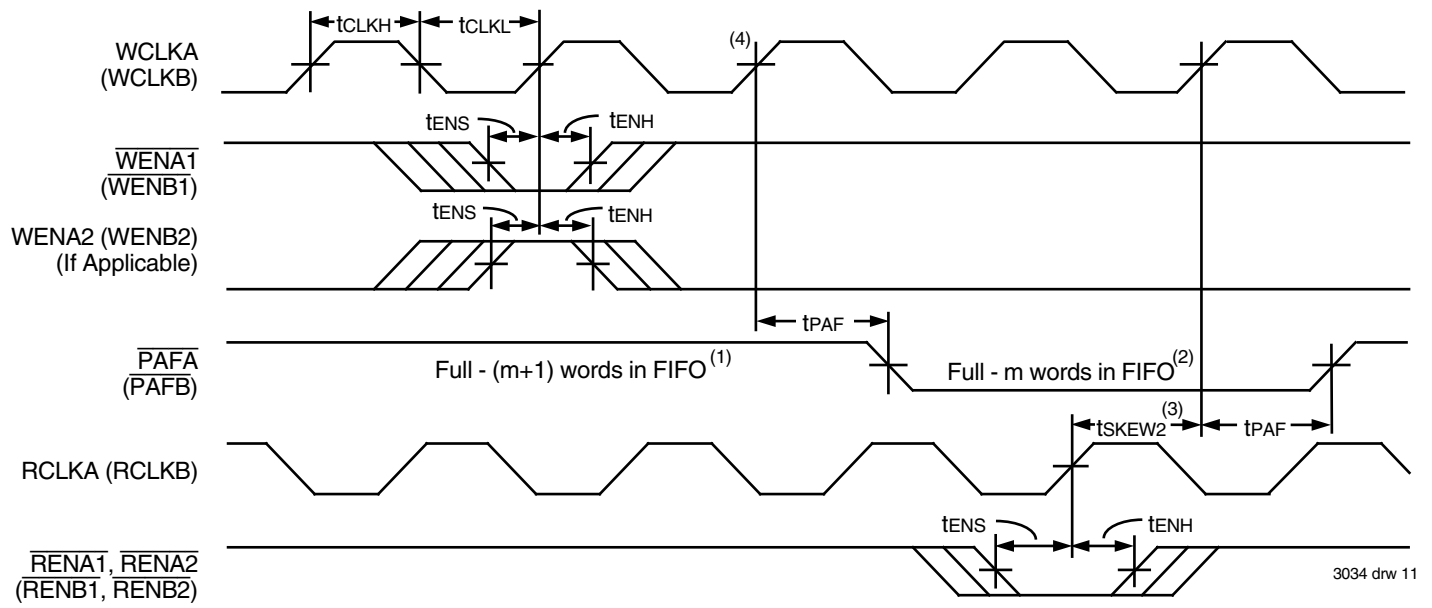 tCLKH tCLKL
WCLKA
(WCLKB)
(4)
tENS tENH
WENA1
(WENB1)
tENS tENH
WENA2 (WENB2)
(If Applicable)
tPAF
PAFA
(PAFB)
Full - (m+1) words in FIFO(1)
Full - m words in FIFO(2)
tSKEW2(3) tPAF
RCLKA (RCLKB)
tENS tENH
RENA1, RENA2
(RENB1, RENB2)
3034 drw 11